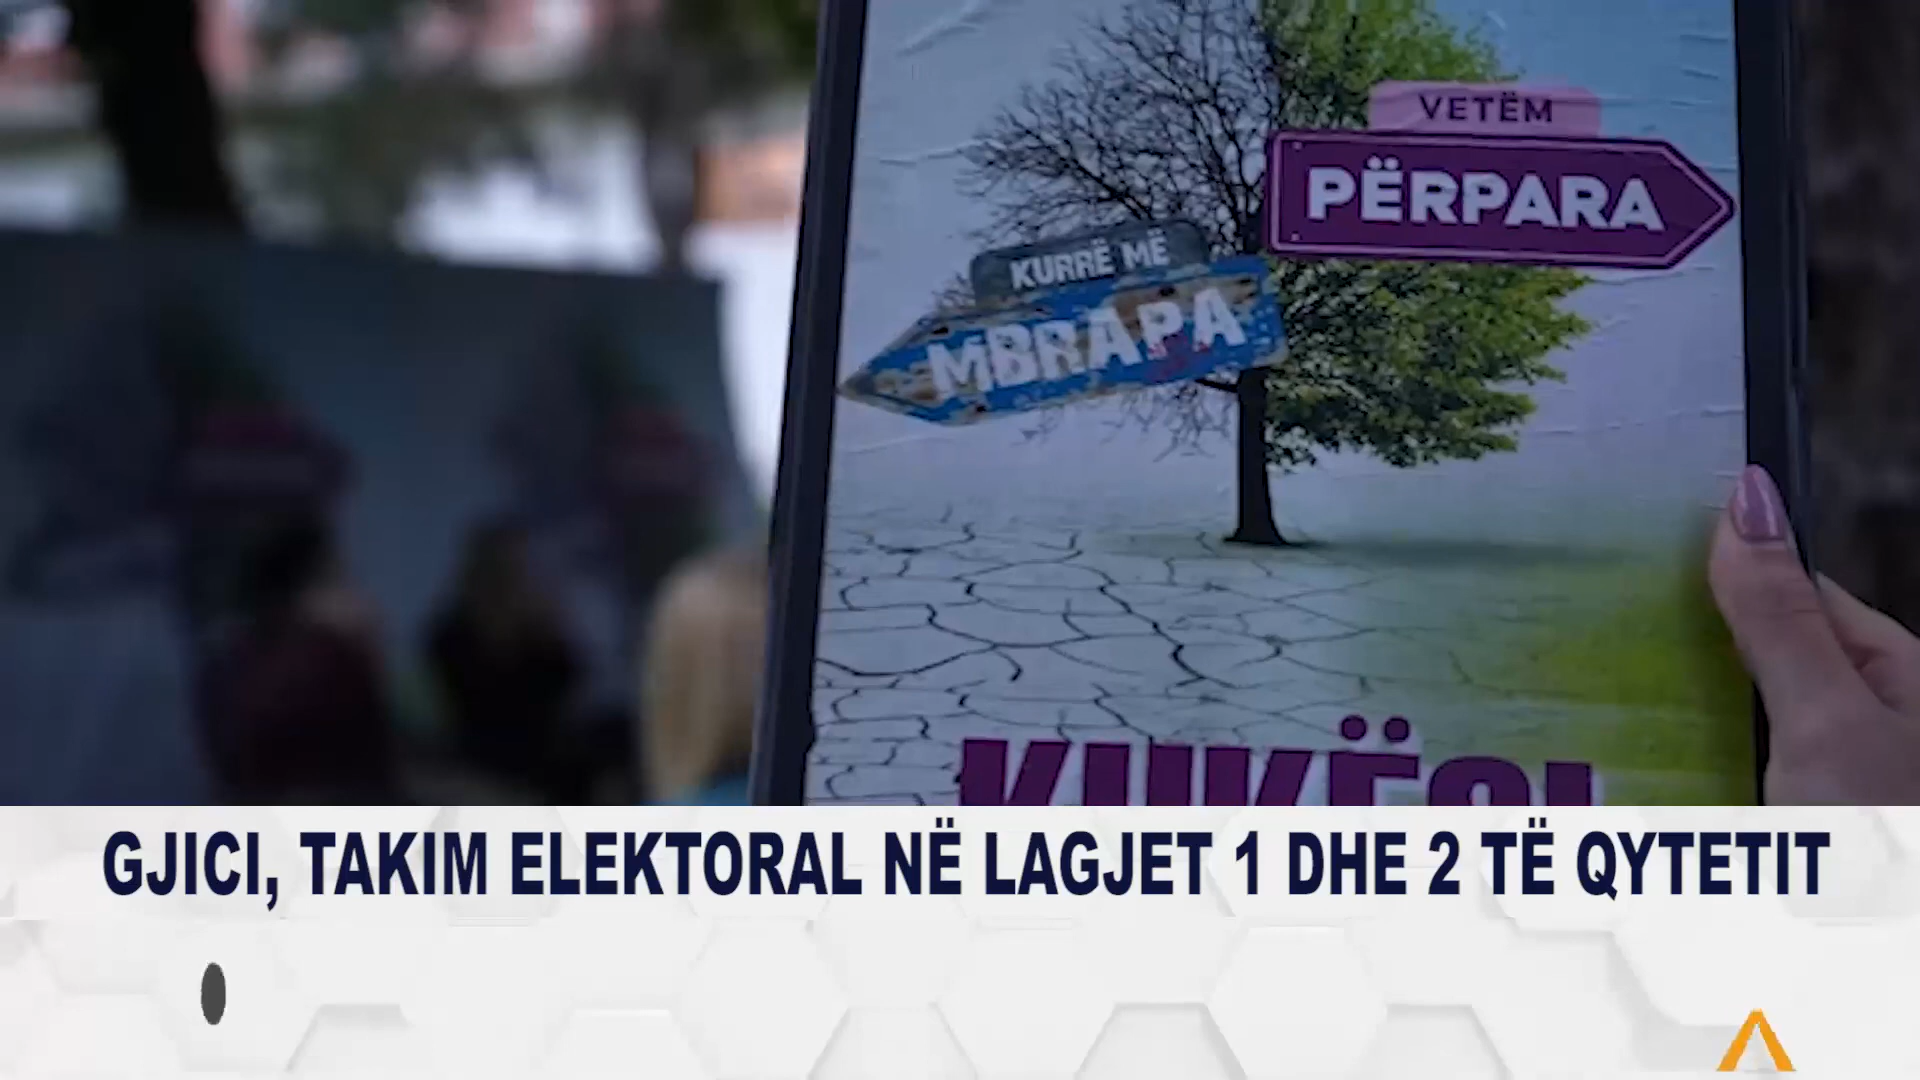 VETËM
PËRPARA
KURRË MË
MBRAPA
GJICI, TAKIM ELEKTORAL NË LAGJET 1 DHE 2 TË QYTETIT